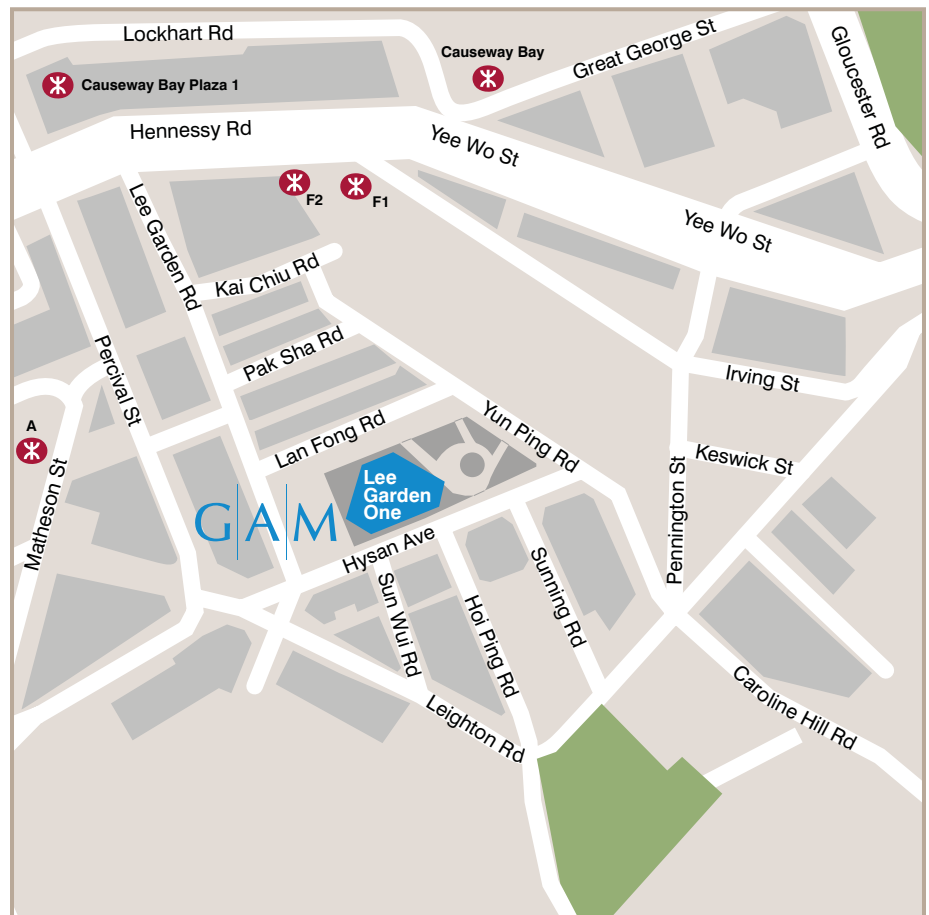 Lockhart Rd
Causeway Bay
Great George St
Gloucester Rd
Causeway Bay Plaza 1
Hennessy Rd
Yee Wo St
F2
F1
Lee Garden Rd
Yee Wo St
Kai Chiu Rd
Pak Sha Rd
Percival St
Irving St
Lan Fong Rd
Yun Ping Rd
A
Keswick St
Matheson St
Lee
Garden
One
GAM
Pennington St
Hysan Ave
Sun Wui Rd
Hoi Ping Rd
Sunning Rd
Leighton Rd
Caroline Hill Rd